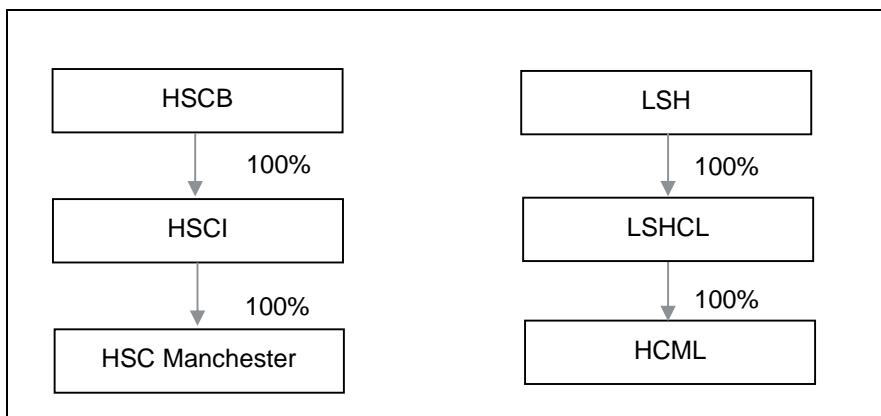 HSCB
100%
HSCI
100%
HSC Manchester
LSH
100%
LSHCL
100%
HCML